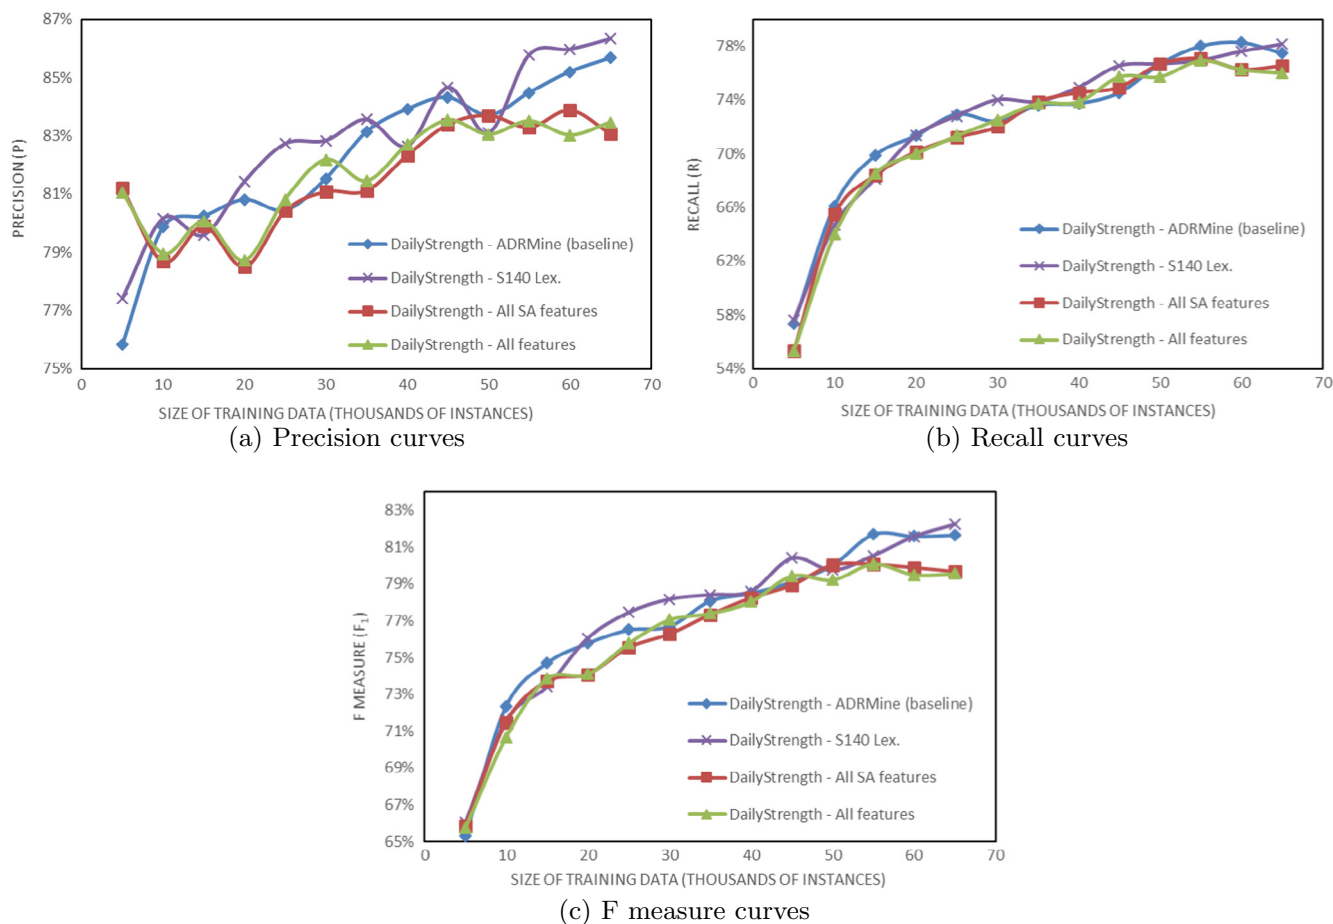 87%
85%
83%
81%
79%
77%
75%
PRECISION (P)
DailyStrength - ADRMine (baseline)
DailyStrength - S140 Lex.
DailyStrength - All SA features
DailyStrength - All features
0 10 20 30 40 50 60 70
SIZE OF TRAINING DATA (THOUSANDS OF INSTANCES)
(a) Precision curves
78%
74%
70%
66%
62%
58%
54%
RECALL (R)
DailyStrength - ADRMine (baseline)
DailyStrength - S140 Lex.
DailyStrength - All SA features
DailyStrength - All features
0 10 20 30 40 50 60 70
SIZE OF TRAINING DATA (THOUSANDS OF INSTANCES)
(b) Recall curves
83%
81%
79%
77%
75%
73%
71%
69%
67%
65%
F MEASURE (F₁)
DailyStrength - ADRMine (baseline)
DailyStrength - S140 Lex.
DailyStrength - All SA features
DailyStrength - All features
0 10 20 30 40 50 60 70
SIZE OF TRAINING DATA (THOUSANDS OF INSTANCES)
(c) F measure curves